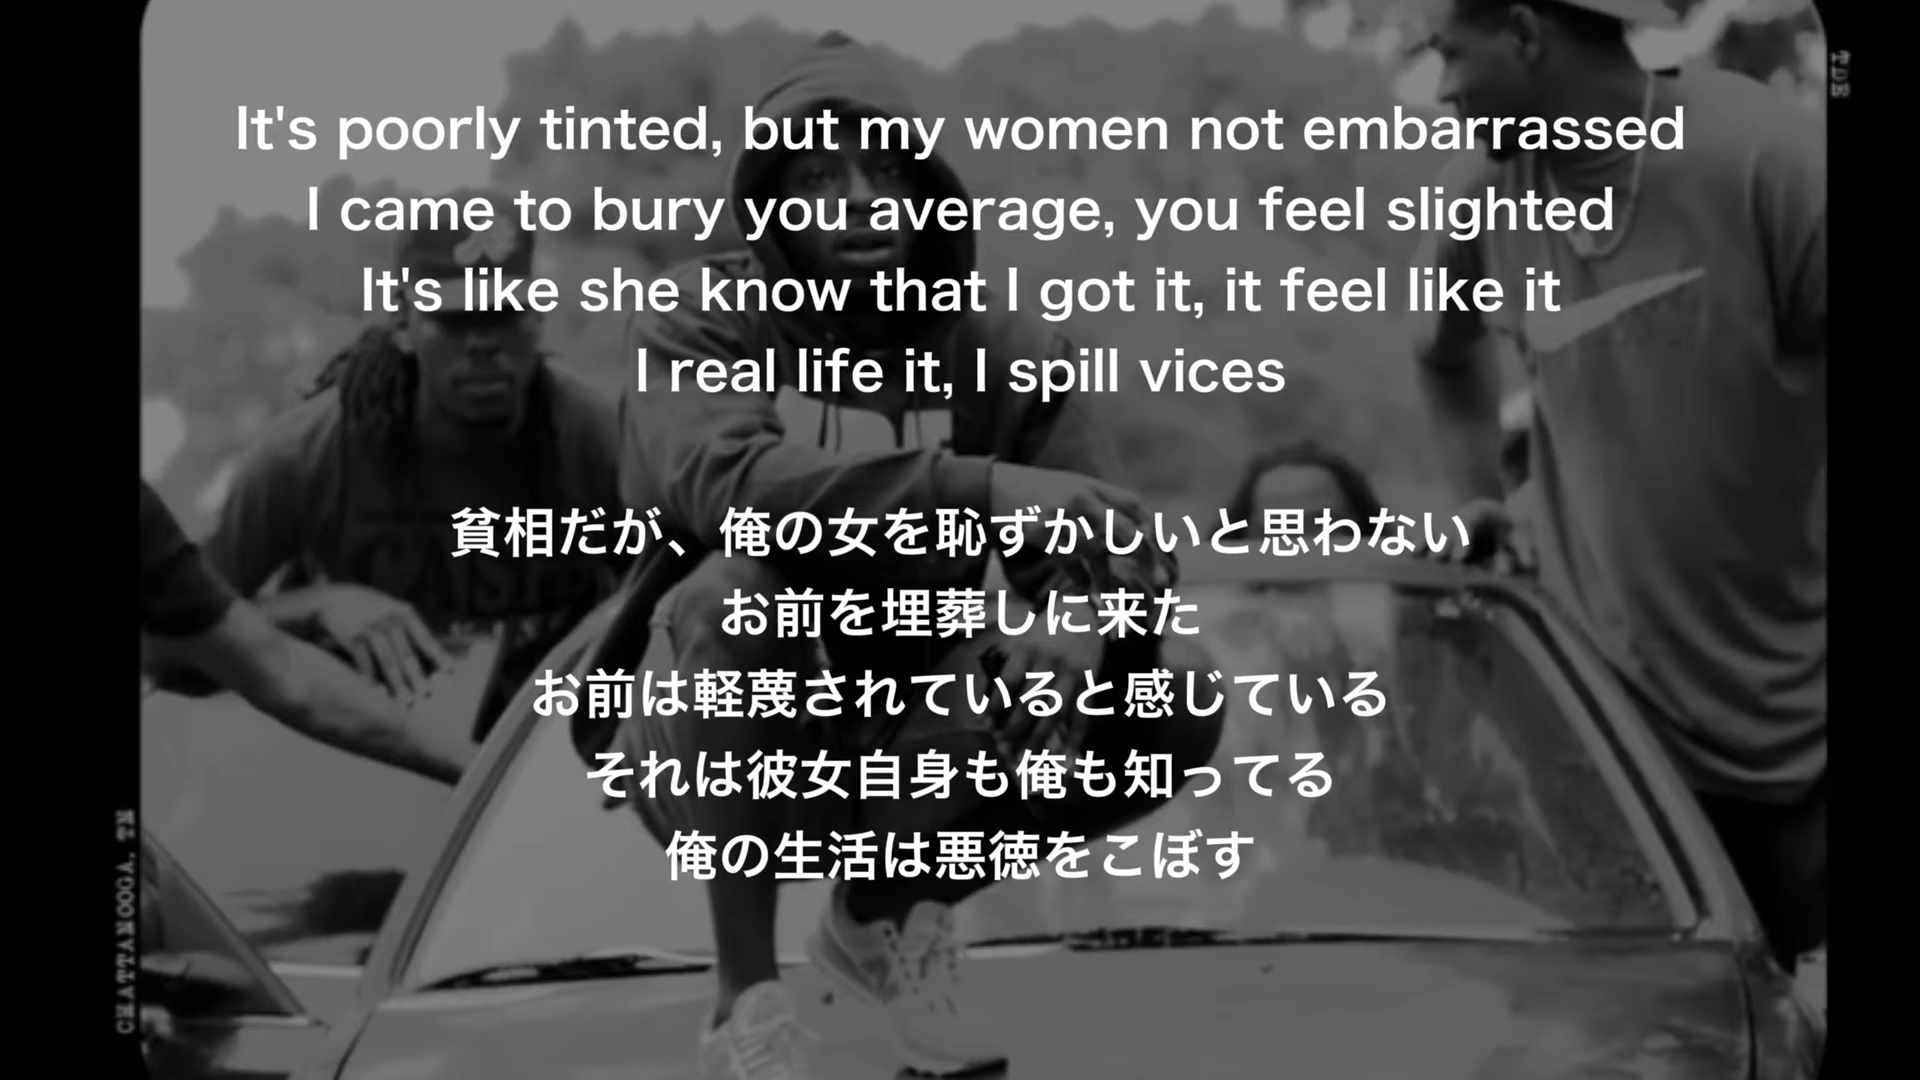 It's poorly tinted, but my women not embarrassed
I came to bury you average, you feel slighted
It's like she know that I got it, it feel like it
I real life it, I spill vices
貧相だが、俺の女を恥ずかしいと思わない
お前を埋葬しに来た
お前は軽蔑されていると感じている
それは彼女自身も俺も知ってる
俺の生活は悪徳をこぼす
TDE
CHATTANOOGA, TN